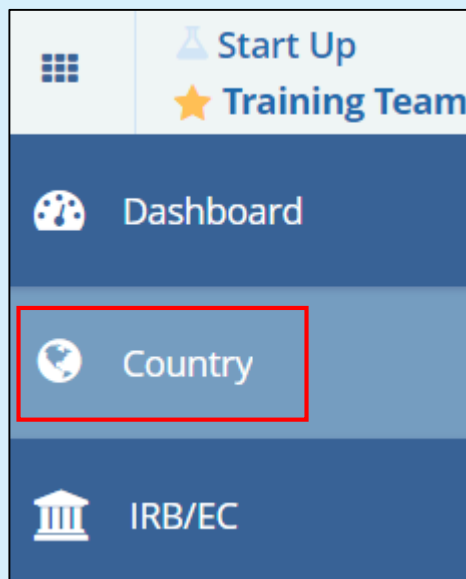 Start Up
Training Team
Dashboard
Country
IRB/EC